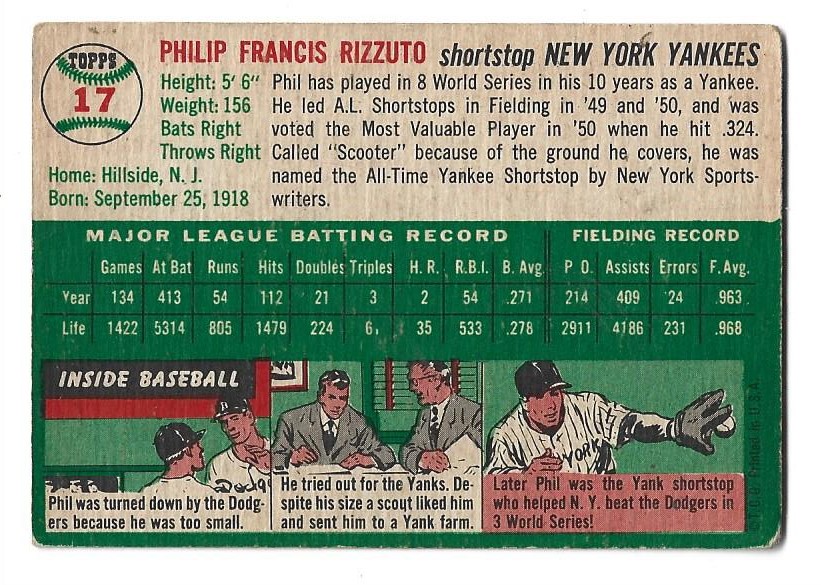 TOPPS
17
PHILIP FRANCIS RIZZUTO shortstop NEW YORK YANKEES
Height: 5' 6"
Weight: 156
Bats Right
Throws Right
Home: Hillside, N. J.
Born: September 25, 1918
Phil has played in 8 World Series in his 10 years as a Yankee.
He led A.L. Shortstops in Fielding in '49 and '50, and was
voted the Most Valuable Player in '50 when he hit .324.
Called "Scooter" because of the ground he covers, he was
named the All-Time Yankee Shortstop by New York Sports-
writers.
MAJOR LEAGUE BATTING RECORD FIELDING RECORD
Games At Bat Runs Hits Doubles Triples H. R. R.B.I. B. Avg. P O. Assists Errors F. Avg.
Year 134 413 54 112 21 3 2 54 .271 214 409 24 .963
Life 1422 5314 805 1479 224 6 35 533 .278 2911 4186 231 .968
INSIDE BASEBALL
Phil was turned down by the Dodg-
ers because he was too small.
He tried out for the Yanks. De-
spite his size a scout liked him
and sent him to a Yank farm.
YORK
Later Phil was the Yank shortstop
who helped N. Y. beat the Dodgers in
3 World Series!
Printed in U.S.A.